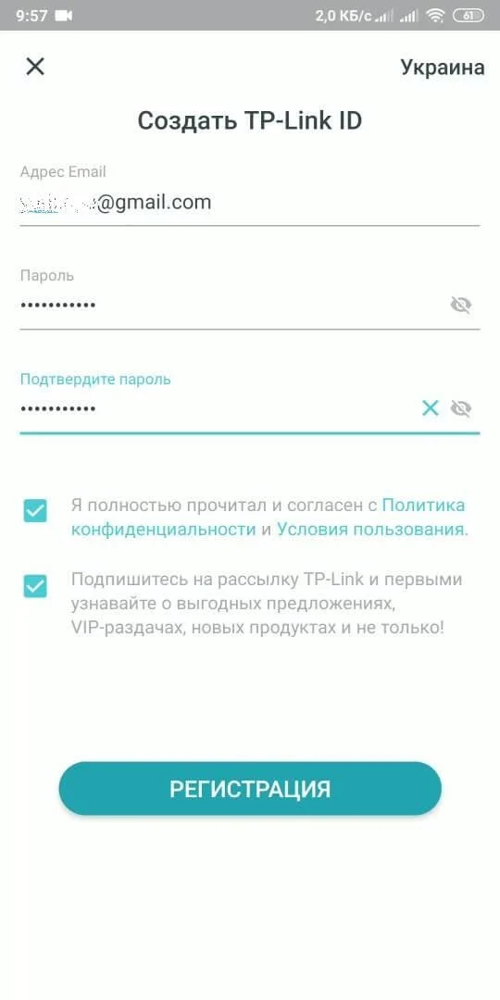 9:57 2,0 КБ/с 61
Украина
Создать TP-Link ID
Адрес Email
@gmail.com
Пароль
•••••••••••
Подтвердите пароль
•••••••••••
Я полностью прочитал и согласен с Политика
конфиденциальности и Условия пользования.
Подпишитесь на рассылку TP-Link и первыми
узнавайте о выгодных предложениях,
VIP-раздачах, новых продуктах и не только!
РЕГИСТРАЦИЯ